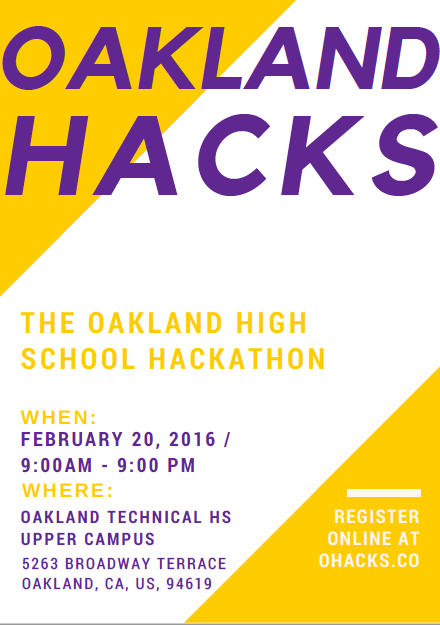 OAKLAND
HACKS
THE OAKLAND HIGH
SCHOOL HACKATHON
WHEN:
FEBRUARY 20, 2016 /
9:00AM - 9:00 PM
WHERE:
OAKLAND TECHNICAL HS
UPPER CAMPUS
5263 BROADWAY TERRACE
OAKLAND, CA, US, 94619
REGISTER
ONLINE AT
OHACKS.CO